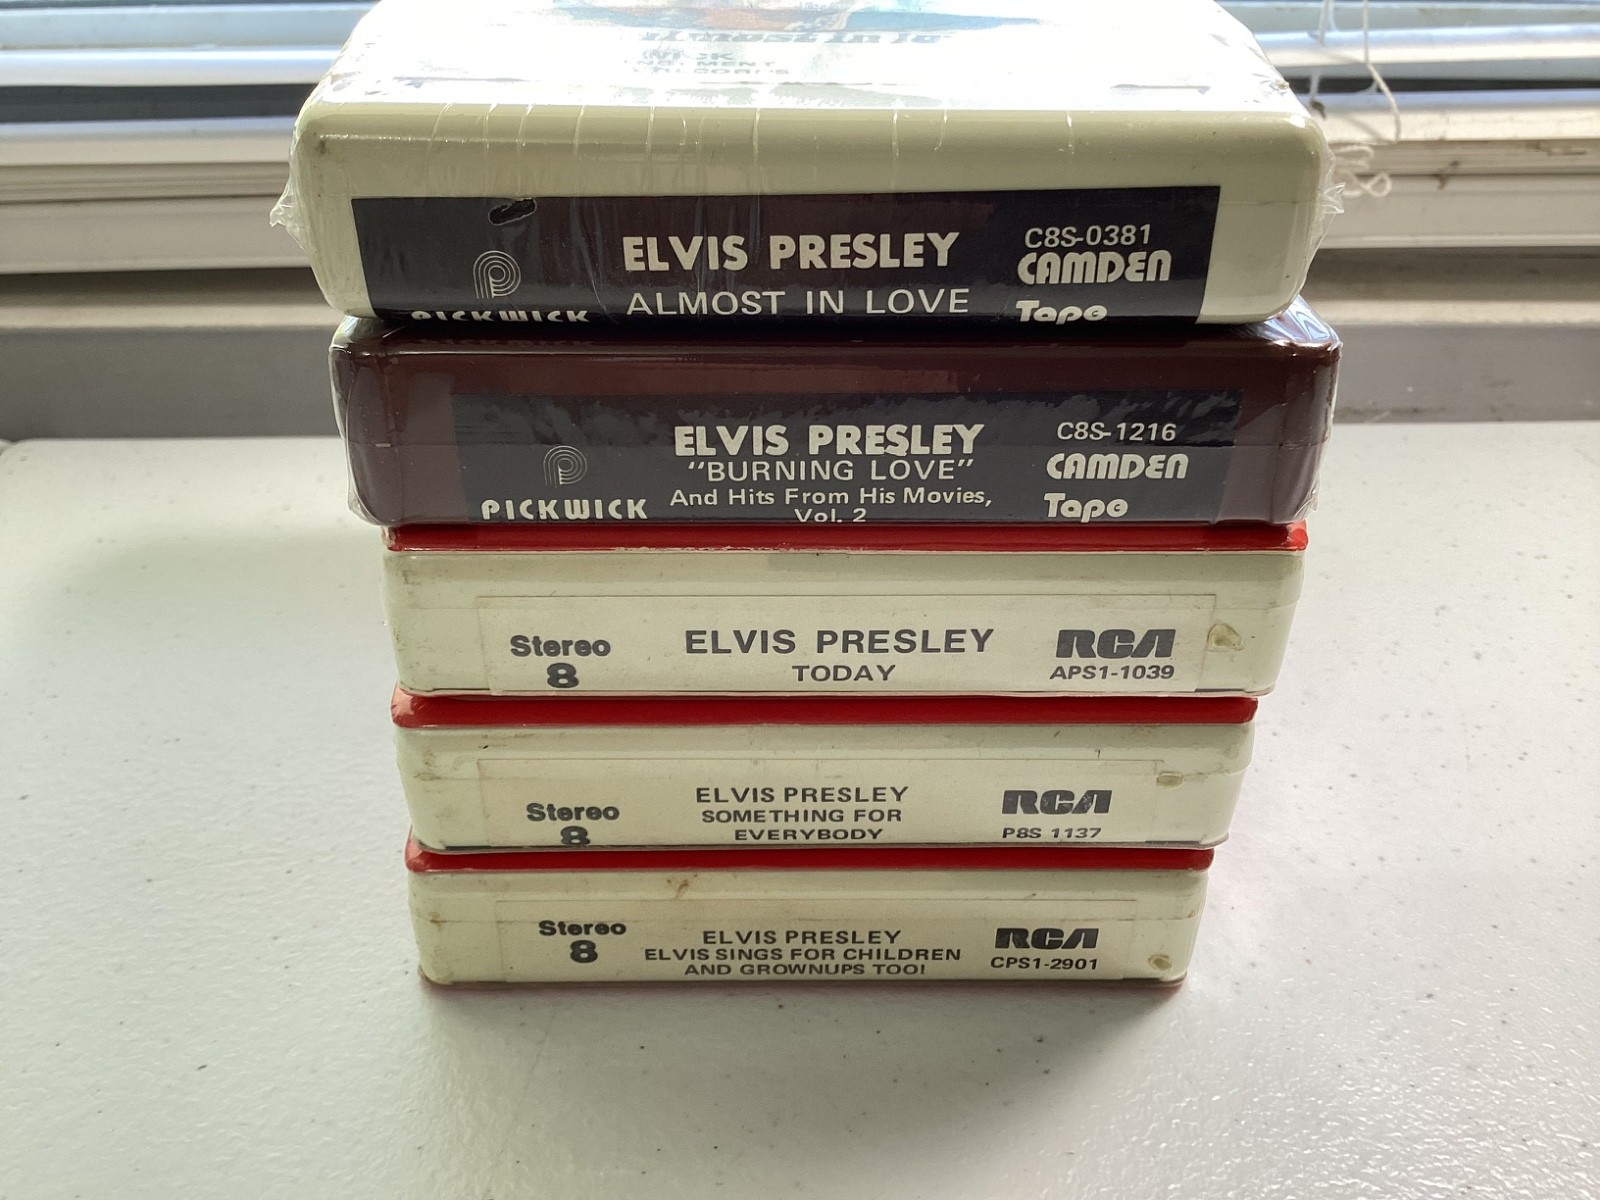 ELVIS PRESLEY
ALMOST IN LOVE
PICKWICK
C8S-0381
CAMDEN
Tape
ELVIS PRESLEY
"BURNING LOVE"
And Hits From His Movies,
Vol. 2
PICKWICK
C8S-1216
CAMDEN
Tape
Stereo
8
ELVIS PRESLEY
TODAY
RCA
APS1-1039
Stereo
8
ELVIS PRESLEY
SOMETHING FOR
EVERYBODY
RCA
P8S 1137
Stereo
8
ELVIS PRESLEY
ELVIS SINGS FOR CHILDREN
AND GROWNUPS TOO!
RCA
CPS1-2901